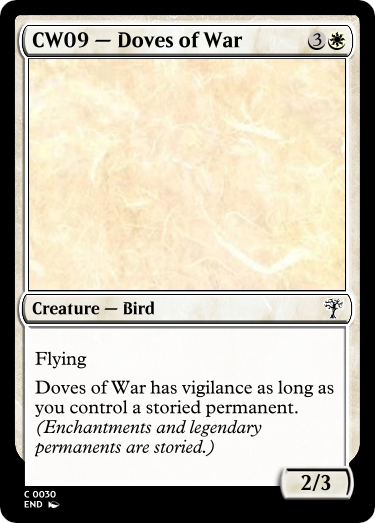 CW09 — Doves of War 3
Creature — Bird
Flying
Doves of War has vigilance as long as
you control a storied permanent.
(Enchantments and legendary
permanents are storied.)
2/3
C 0030
END